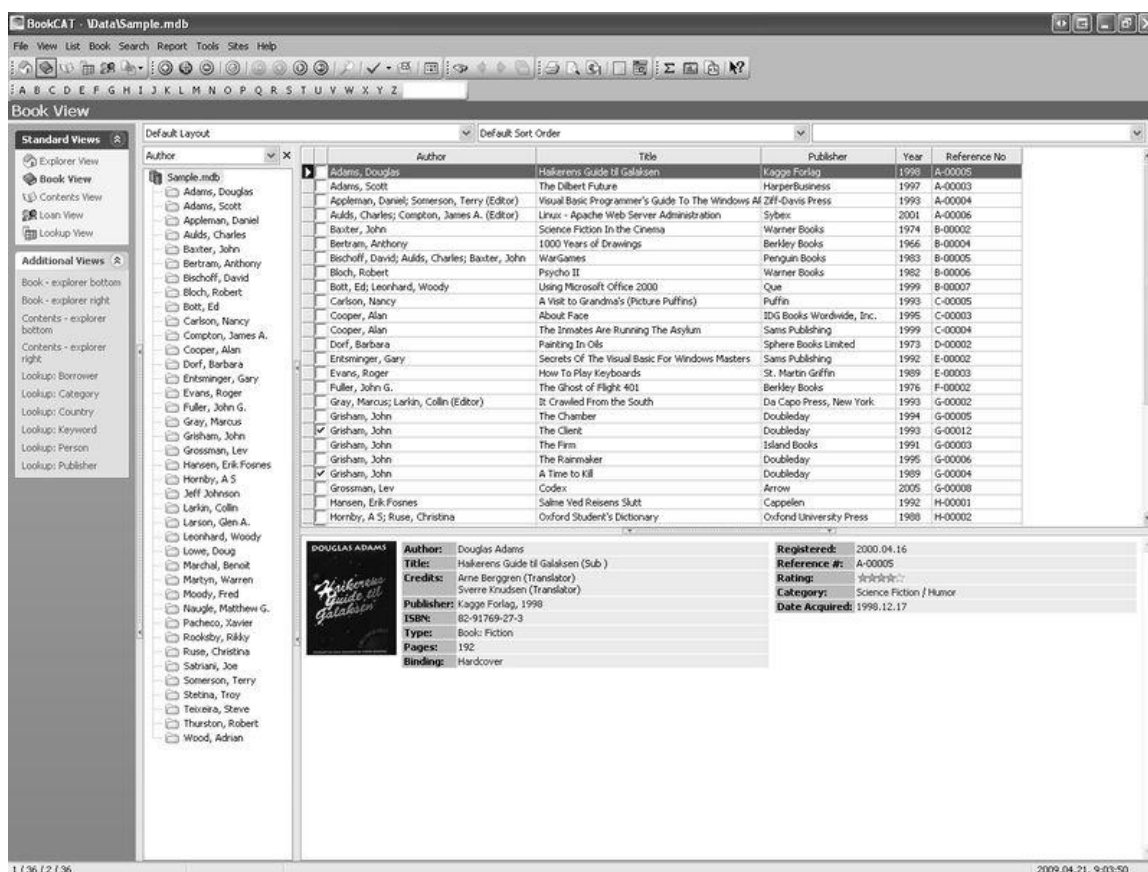 BookCAT - \Data\Sample.mdb
File View List Book Search Report Tools Sites Help
A B C D E F G H I J K L M N O P Q R S T U V W X Y Z
Book View
Standard Views
Explorer View
Book View
Contents View
Loan View
Lookup View
Additional Views
Book - explorer bottom
Book - explorer right
Contents - explorer
bottom
Contents - explorer
right
Lookup: Borrower
Lookup: Category
Lookup: Country
Lookup: Keyword
Lookup: Person
Lookup: Publisher
Default Layout Default Sort Order
Author
Sample.mdb
Adams, Douglas
Adams, Scott
Appleman, Daniel
Aulds, Charles
Baxter, John
Bertram, Anthony
Bischoff, David
Bloch, Robert
Bott, Ed
Carlson, Nancy
Compton, James A.
Cooper, Alan
Dorf, Barbara
Entsminger, Gary
Evans, Roger
Fuller, John G.
Gray, Marcus
Grisham, John
Grossman, Lev
Hansen, Erik Fosnes
Hornby, A S
Jeff Johnson
Larkin, Collin
Larson, Glen A.
Leonhard, Woody
Lowe, Doug
Marchal, Benoit
Martyn, Warren
Moody, Fred
Naugle, Matthew G.
Pacheco, Xavier
Rooksby, Rikky
Ruse, Christina
Satriani, Joe
Somerson, Terry
Stetina, Troy
Teixeira, Steve
Thurston, Robert
Wood, Adrian
Author Title Publisher Year Reference No
Adams, Douglas Haikerens Guide til Galaksen Kagge Forlag 1998 A-00005
Adams, Scott The Dilbert Future HarperBusiness 1997 A-00003
Appleman, Daniel; Somerson, Terry (Editor) Visual Basic Programmer's Guide To The Windows AF Ziff-Davis Press 1993 A-00004
Aulds, Charles; Compton, James A. (Editor) Linux - Apache Web Server Administration Sybex 2001 A-00006
Baxter, John Science Fiction In the Cinema Warner Books 1974 B-00002
Bertram, Anthony 1000 Years of Drawings Berkley Books 1966 B-00004
Bischoff, David; Aulds, Charles; Baxter, John WarGames Penguin Books 1983 B-00005
Bloch, Robert Psycho II Warner Books 1982 B-00006
Bott, Ed; Leonhard, Woody Using Microsoft Office 2000 Que 1999 B-00007
Carlson, Nancy A Visit to Grandma's (Picture Puffins) Puffin 1993 C-00005
Cooper, Alan About Face IDG Books Wordwide, Inc. 1995 C-00003
Cooper, Alan The Inmates Are Running The Asylum Sams Publishing 1999 C-00004
Dorf, Barbara Painting In Oils Sphere Books Limited 1973 D-00002
Entsminger, Gary Secrets Of The Visual Basic For Windows Masters Sams Publishing 1992 E-00002
Evans, Roger How To Play Keyboards St. Martin Griffin 1989 E-00003
Fuller, John G. The Ghost of Flight 401 Berkley Books 1976 F-00002
Gray, Marcus; Larkin, Collin (Editor) It Crawled From the South Da Capo Press, New York 1993 G-00002
Grisham, John The Chamber Doubleday 1994 G-00005
Grisham, John The Client Doubleday 1993 G-00012
Grisham, John The Firm Island Books 1991 G-00003
Grisham, John The Rainmaker Doubleday 1995 G-00006
Grisham, John A Time to Kill Doubleday 1989 G-00004
Grossman, Lev Codex Arrow 2005 G-00008
Hansen, Erik Fosnes Salme Ved Reisens Slutt Cappelen 1992 H-00001
Hornby, A S; Ruse, Christina Oxford Student's Dictionary Oxfond University Press 1988 H-00002
DOUGLAS ADAMS
Haikerens
Guide til
Galaksen
Author: Douglas Adams
Title: Haikerens Guide til Galaksen (Sub )
Credits: Arne Berggren (Translator)
Sverre Knudsen (Translator)
Publisher: Kagge Forlag, 1998
ISBN: 82-91769-27-3
Type: Book: Fiction
Pages: 192
Binding: Hardcover
Registered: 2000.04.16
Reference #: A-00005
Rating:
Category: Science Fiction / Humor
Date Acquired: 1998.12.17
1 / 36 / 2 / 36 2009.04.21, 9:03:50